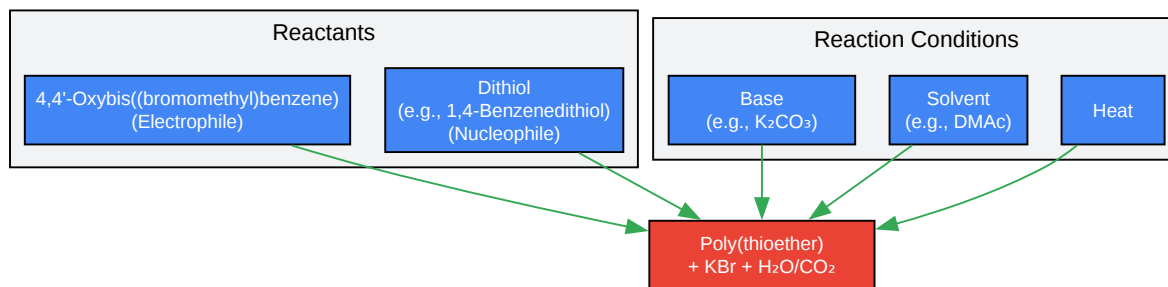 Reactants
4,4'-Oxybis((bromomethyl)benzene)
(Electrophile)
Dithiol
(e.g., 1,4-Benzenedithiol)
(Nucleophile)
Reaction Conditions
Base
(e.g., K₂CO₃)
Solvent
(e.g., DMAc)
Heat
Poly(thioether)
+ KBr + H₂O/CO₂